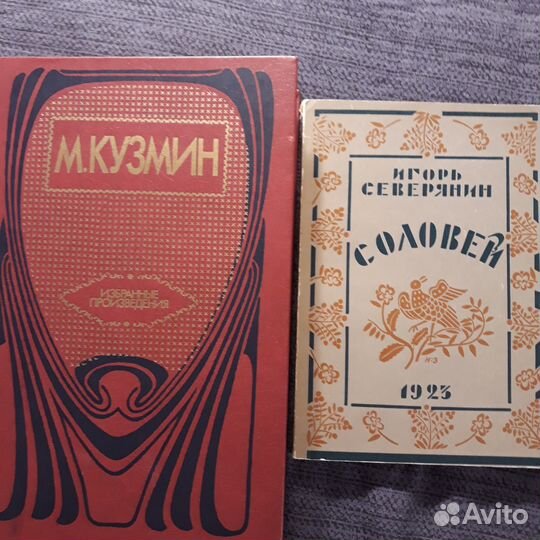 М.КУЗМИН
ИЗБРАННЫЕ
ПРОИЗВЕДЕНИЯ
ИГОРЬ
СЕВЕРЯНИН
СОЛОВЕЙ
1923
Avito